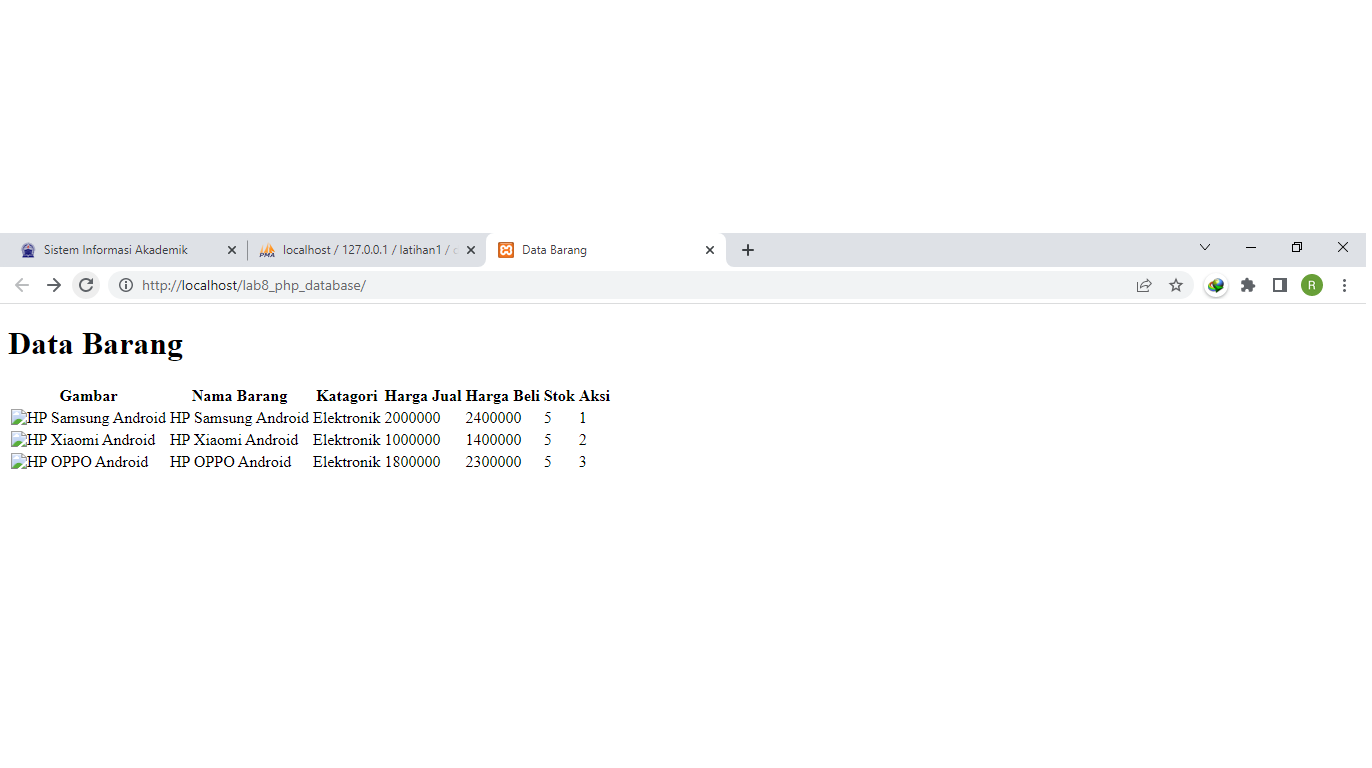 Sistem Informasi Akademik
localhost / 127.0.0.1 / latihan1 /
Data Barang
http://localhost/lab8_php_database/
R
Data Barang
Gambar Nama Barang Katagori Harga Jual Harga Beli Stok Aksi
HP Samsung Android HP Samsung Android Elektronik 2000000 2400000 5 1
HP Xiaomi Android HP Xiaomi Android Elektronik 1000000 1400000 5 2
HP OPPO Android HP OPPO Android Elektronik 1800000 2300000 5 3